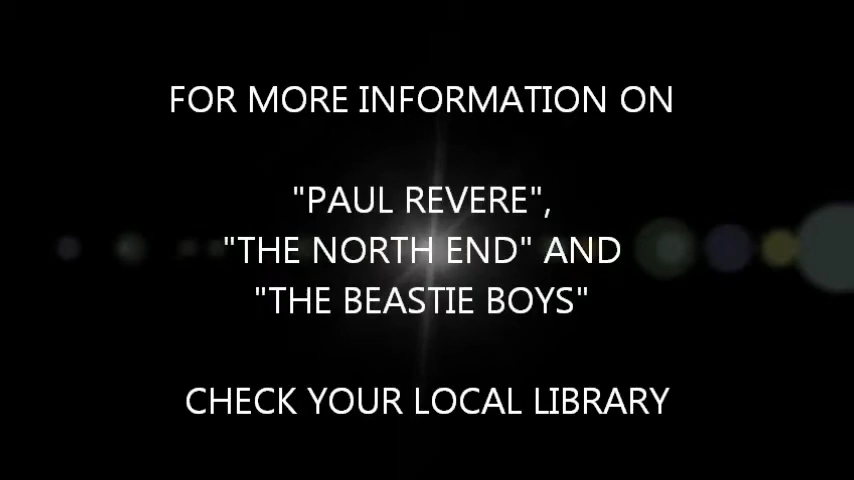 FOR MORE INFORMATION ON
"PAUL REVERE",
"THE NORTH END" AND
"THE BEASTIE BOYS"
CHECK YOUR LOCAL LIBRARY